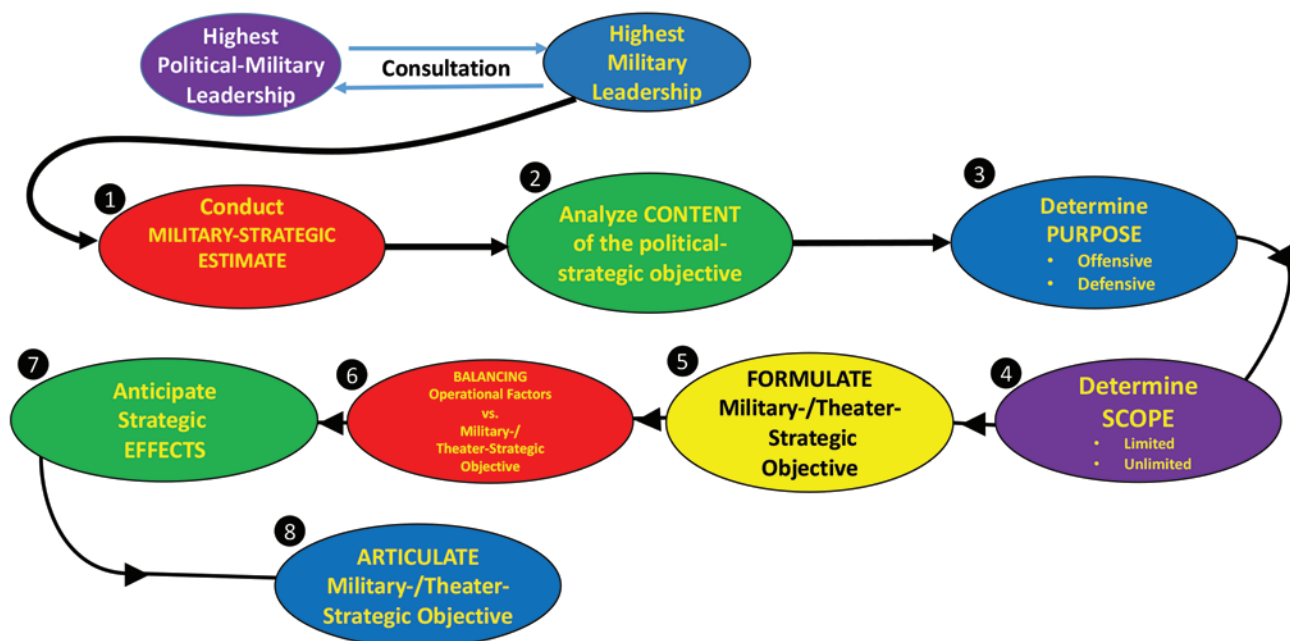 Highest
Political-Military
Leadership
Consultation
Highest
Military
Leadership
1
Conduct
MILITARY-STRATEGIC
ESTIMATE
2
Analyze CONTENT
of the political-
strategic objective
3
Determine
PURPOSE
• Offensive
• Defensive
4
Determine
SCOPE
• Limited
• Unlimited
5
FORMULATE
Military-/Theater-
Strategic
Objective
6
BALANCING
Operational Factors
vs.
Military-/
Theater-Strategic
Objective
7
Anticipate
Strategic
EFFECTS
8
ARTICULATE
Military-/Theater-
Strategic Objective